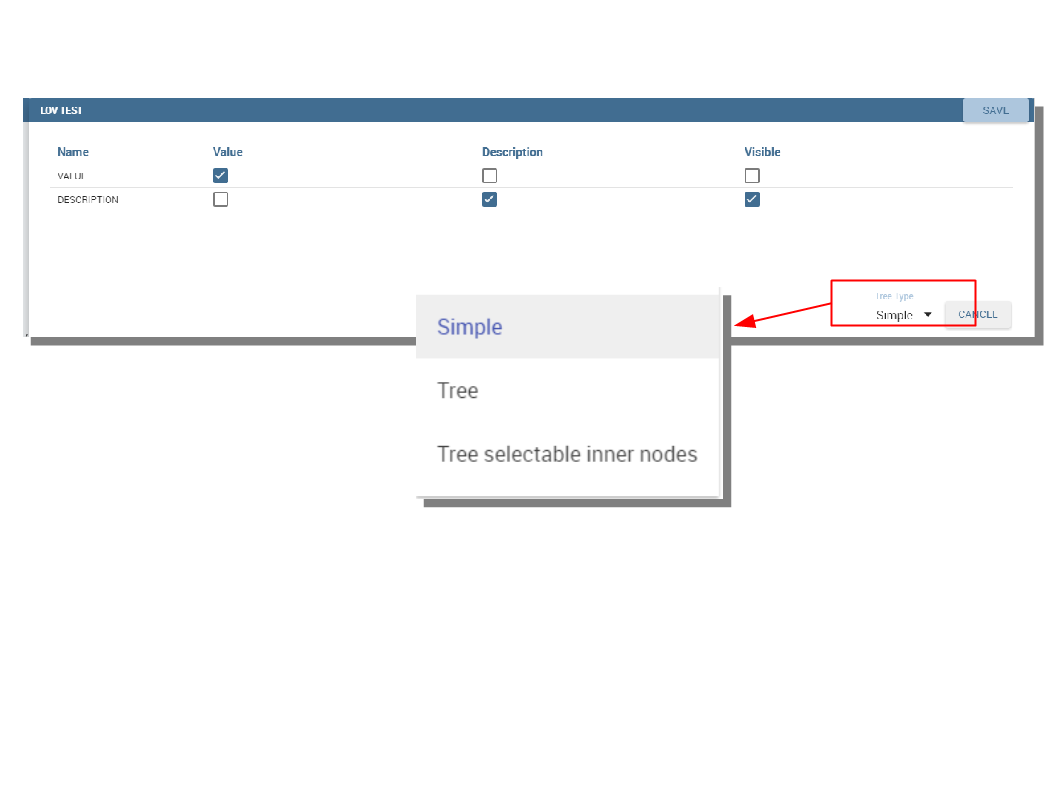 LOV TEST SAVE
Name Value Description Visible
VALUE
DESCRIPTION
Tree Type
Simple CANCEL
Simple
Tree
Tree selectable inner nodes